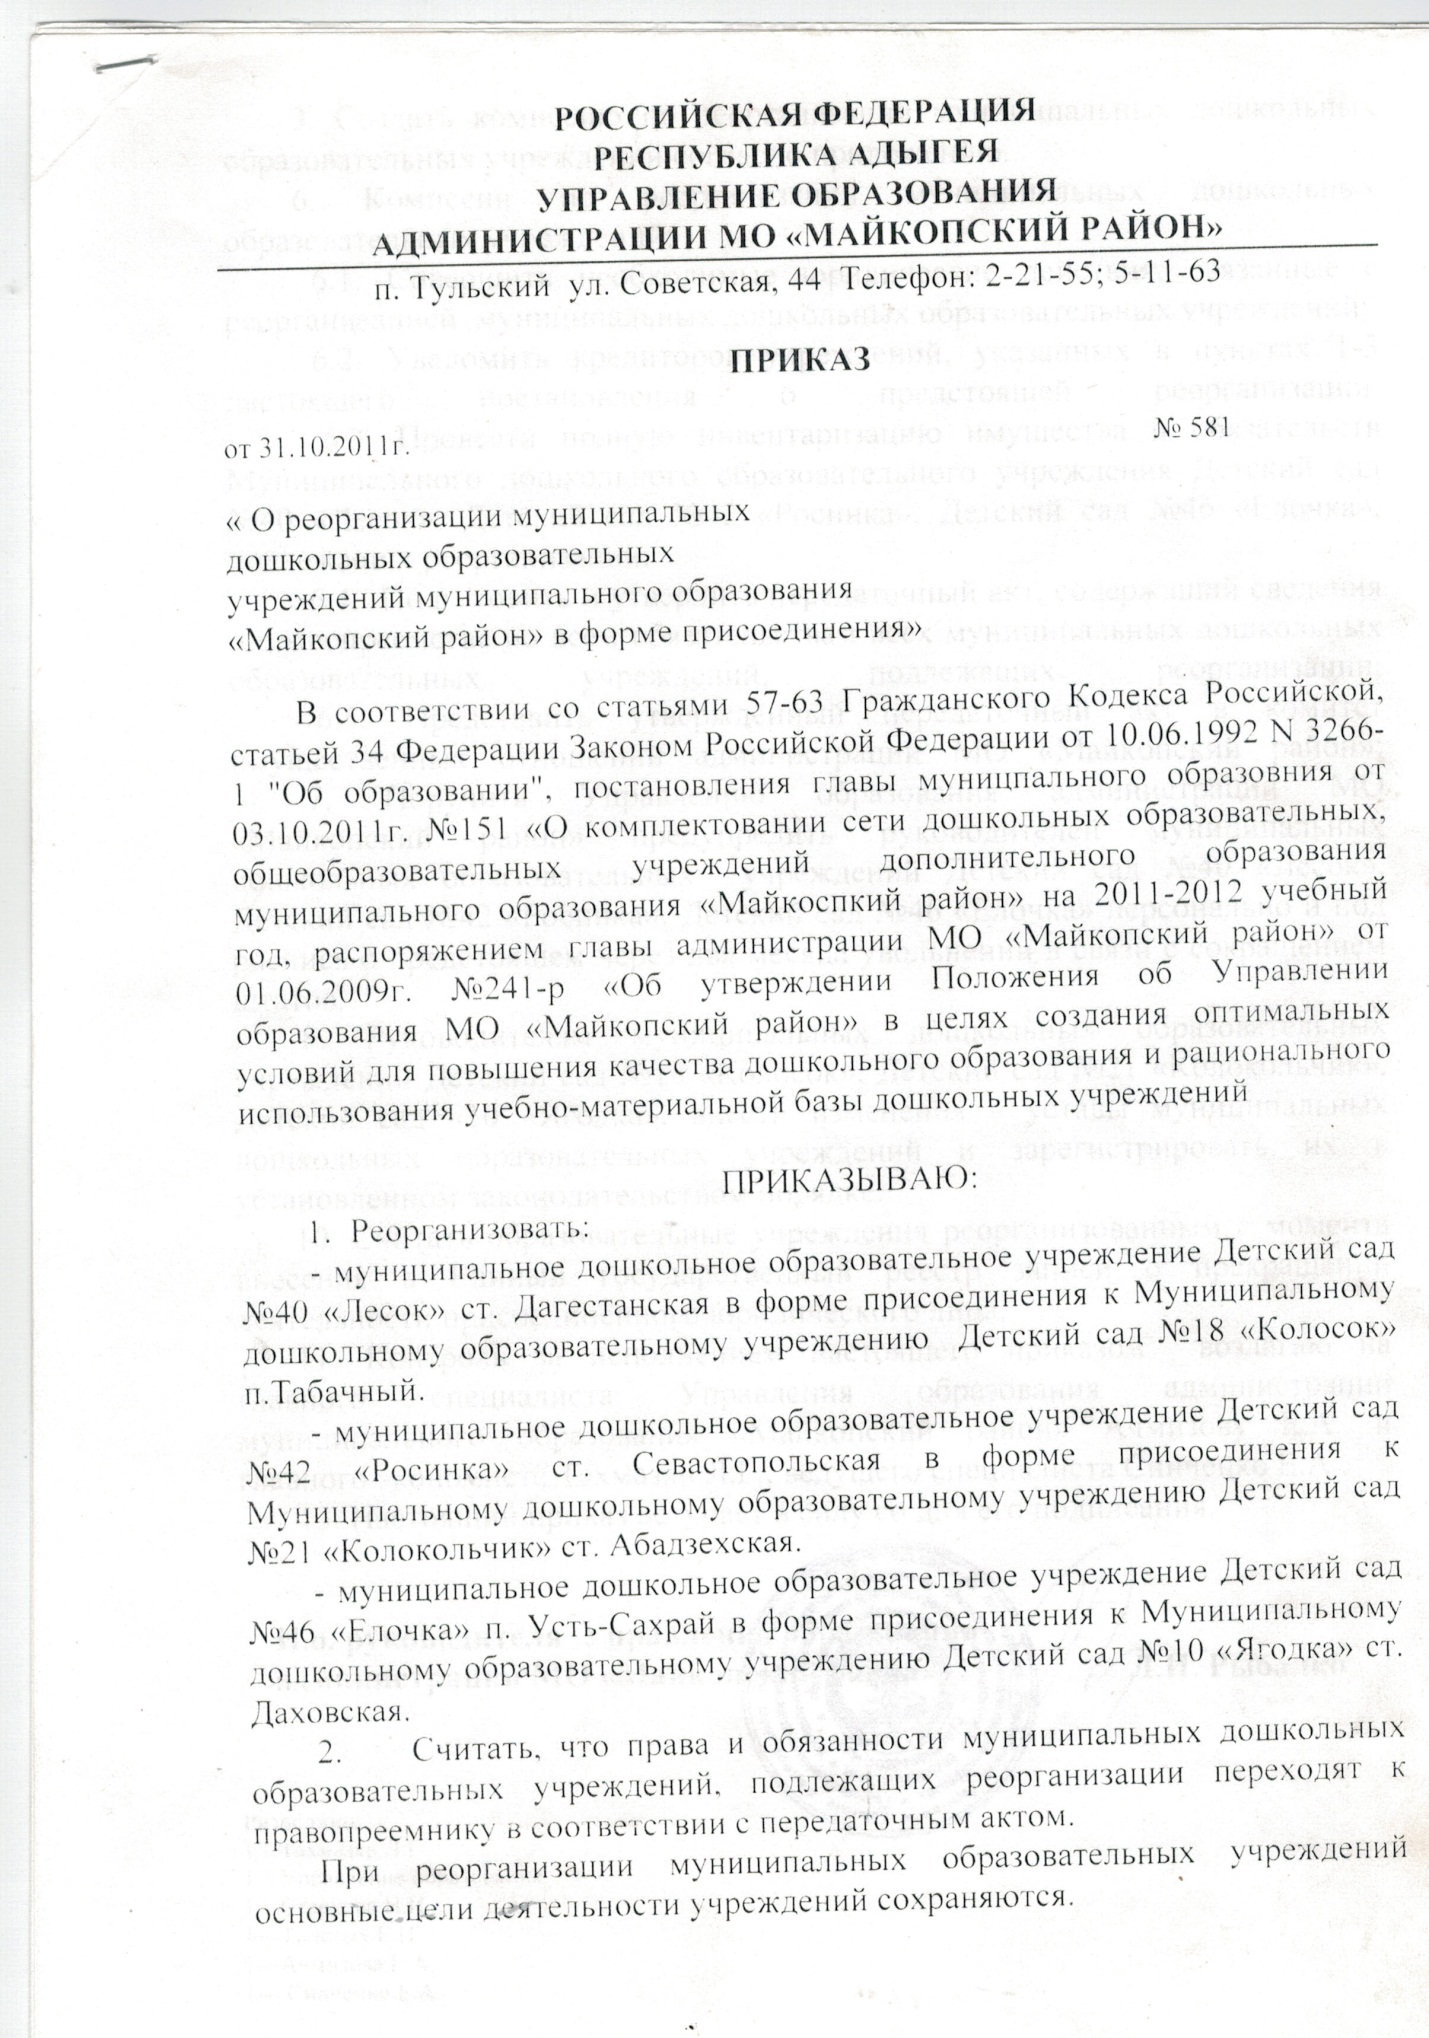 РОССИЙСКАЯ ФЕДЕРАЦИЯ
РЕСПУБЛИКА АДЫГЕЯ
УПРАВЛЕНИЕ ОБРАЗОВАНИЯ
АДМИНИСТРАЦИИ МО «МАЙКОПСКИЙ РАЙОН»
п. Тульский ул. Советская, 44 Телефон: 2-21-55; 5-11-63
ПРИКАЗ
от 31.10.2011г. № 581
« О реорганизации муниципальных
дошкольных образовательных
учреждений муниципального образования
«Майкопский район» в форме присоединения»
В соответствии со статьями 57-63 Гражданского Кодекса Российской,
статьей 34 Федерации Законом Российской Федерации от 10.06.1992 N 3266-
1 "Об образовании", постановления главы муницпального образовния от
03.10.2011г. №151 «О комплектовании сети дошкольных образовательных,
общеобразовательных учреждений дополнительного образования
муниципального образования «Майкоспкий район» на 2011-2012 учебный
год, распоряжением главы администрации МО «Майкопский район» от
01.06.2009г. №241-р «Об утверждении Положения об Управлении
образования МО «Майкопский район» в целях создания оптимальных
условий для повышения качества дошкольного образования и рационального
использования учебно-материальной базы дошкольных учреждений
ПРИКАЗЫВАЮ:
1. Реорганизовать:
- муниципальное дошкольное образовательное учреждение Детский сад
№40 «Лесок» ст. Дагестанская в форме присоединения к Муниципальному
дошкольному образовательному учреждению Детский сад №18 «Колосок»
п.Табачный.
- муниципальное дошкольное образовательное учреждение Детский сад
№42 «Росинка» ст. Севастопольская в форме присоединения к
Муниципальному дошкольному образовательному учреждению Детский сад
№21 «Колокольчик» ст. Абадзехская.
- муниципальное дошкольное образовательное учреждение Детский сад
№46 «Елочка» п. Усть-Сахрай в форме присоединения к Муниципальному
дошкольному образовательному учреждению Детский сад №10 «Ягодка» ст.
Даховская.
2. Считать, что права и обязанности муниципальных дошкольных
образовательных учреждений, подлежащих реорганизации переходят к
правопреемнику в соответствии с передаточным актом.
При реорганизации муниципальных образовательных учреждений
основные цели деятельности учреждений сохраняются.